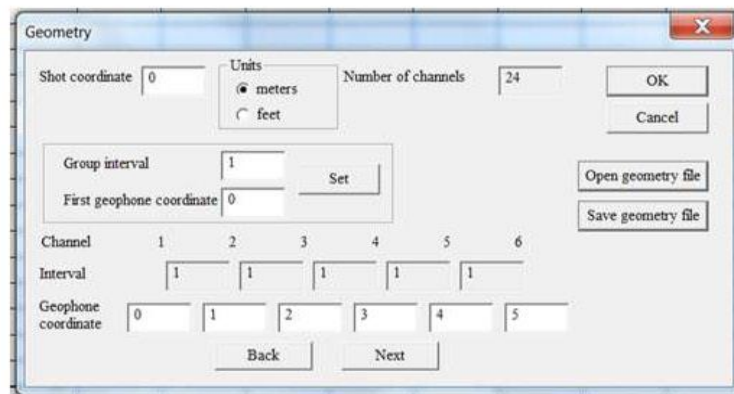 Geometry
Shot coordinate 0 Units Number of channels 24 OK
meters
feet Cancel
Group interval 1 Set Open geometry file
First geophone coordinate 0 Save geometry file
Channel 1 2 3 4 5 6
Interval 1 1 1 1 1
Geophone
coordinate 0 1 2 3 4 5
Back Next